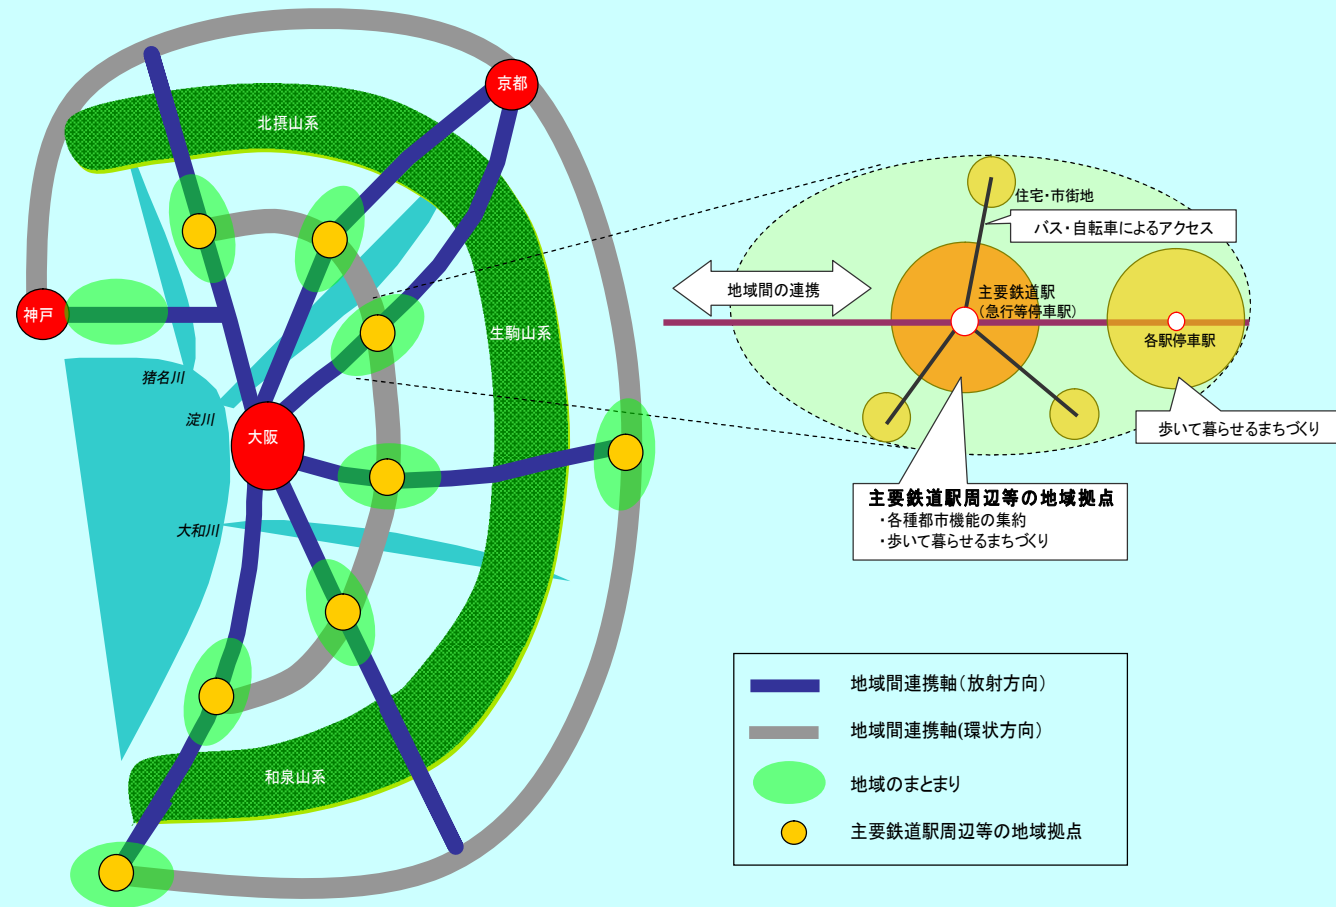 京都
北摂山系
神戸
生駒山系
猪名川
淀川
大阪
大和川
和泉山系
住宅・市街地
バス・自転車によるアクセス
地域間の連携
主要鉄道駅
（急行等停車駅）
各駅停車駅
歩いて暮らせるまちづくり
主要鉄道駅周辺等の地域拠点
・各種都市機能の集約
・歩いて暮らせるまちづくり
地域間連携軸（放射方向）
地域間連携軸(環状方向)
地域のまとまり
主要鉄道駅周辺等の地域拠点